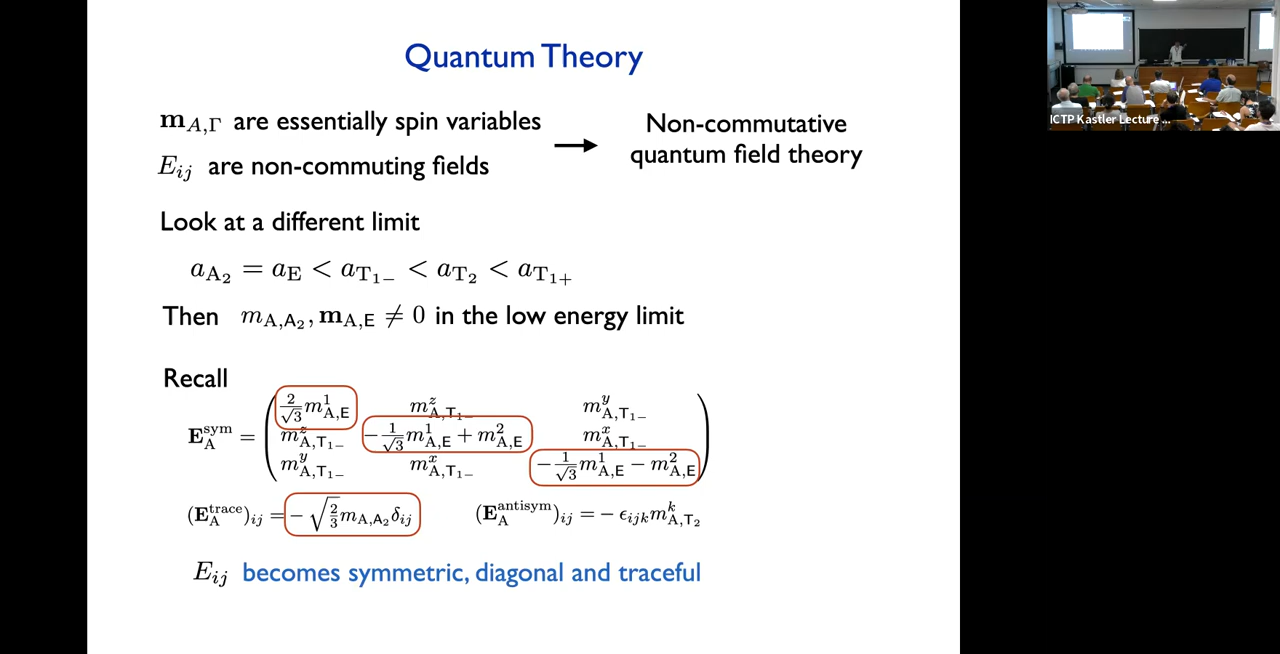 Quantum Theory
𝐦_{A,Γ} are essentially spin variables
E_{ij} are non-commuting fields
Non-commutative
quantum field theory
Look at a different limit
a_{A_2} = a_E < a_{T_{1-}} < a_{T_2} < a_{T_{1+}}
Then m_{A,A_2}, 𝐦_{A,E} ≠ 0 in the low energy limit
Recall
𝐄_A^{sym} = ( 2/√3 m^1_{A,E} m^z_{A,T_{1-}} m^y_{A,T_{1-}}
m^z_{A,T_{1-}} −1/√3 m^1_{A,E} + m^2_{A,E} m^x_{A,T_{1-}}
m^y_{A,T_{1-}} m^x_{A,T_{1-}} −1/√3 m^1_{A,E} − m^2_{A,E} )
(𝐄_A^{trace})_{ij} = −√(2/3) m_{A,A_2} δ_{ij} (𝐄_A^{antisym})_{ij} = −ε_{ijk} m^k_{A,T_2}
E_{ij} becomes symmetric, diagonal and traceful
ICTP Kastler Lecture ...